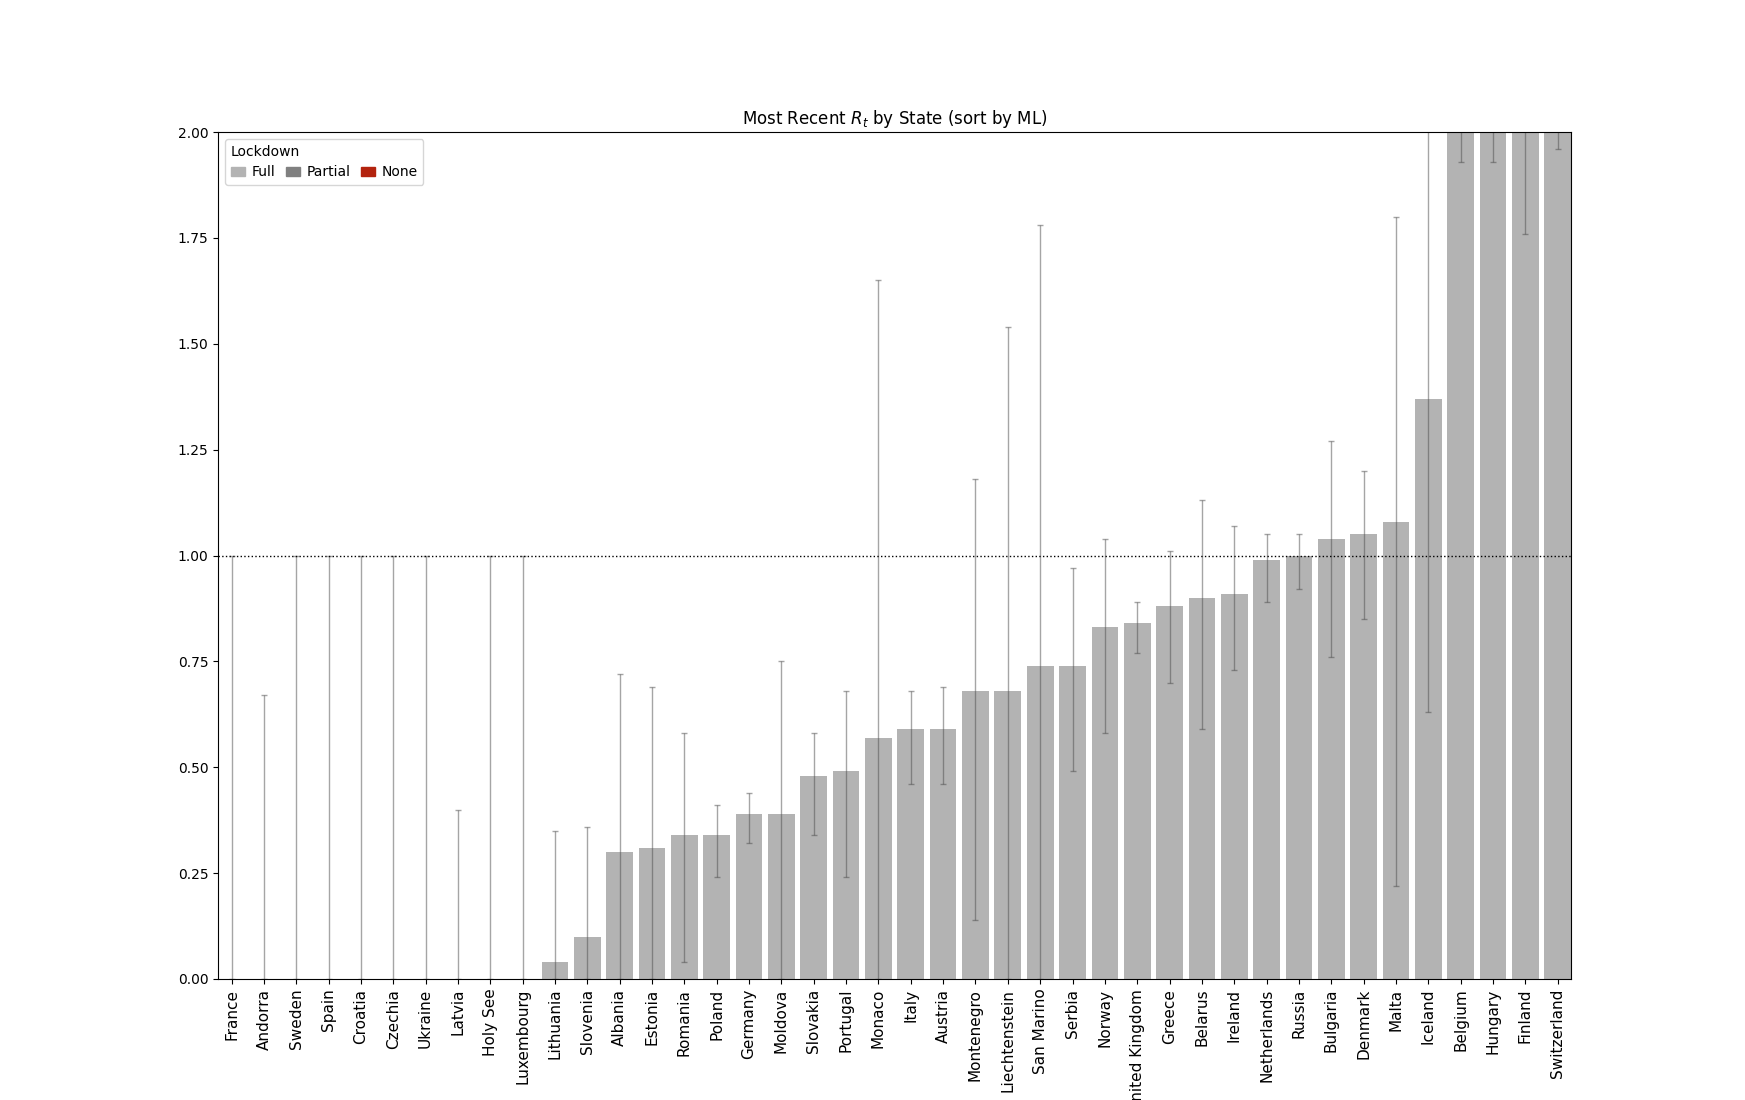 Most Recent Rt by State (sort by ML)
Lockdown
Full Partial None
2.00
1.75
1.50
1.25
1.00
0.75
0.50
0.25
0.00
France
Andorra
Sweden
Spain
Croatia
Czechia
Ukraine
Latvia
Holy See
Luxembourg
Lithuania
Slovenia
Albania
Estonia
Romania
Poland
Germany
Moldova
Slovakia
Portugal
Monaco
Italy
Austria
Montenegro
Liechtenstein
San Marino
Serbia
Norway
nited Kingdom
Greece
Belarus
Ireland
Netherlands
Russia
Bulgaria
Denmark
Malta
Iceland
Belgium
Hungary
Finland
Switzerland